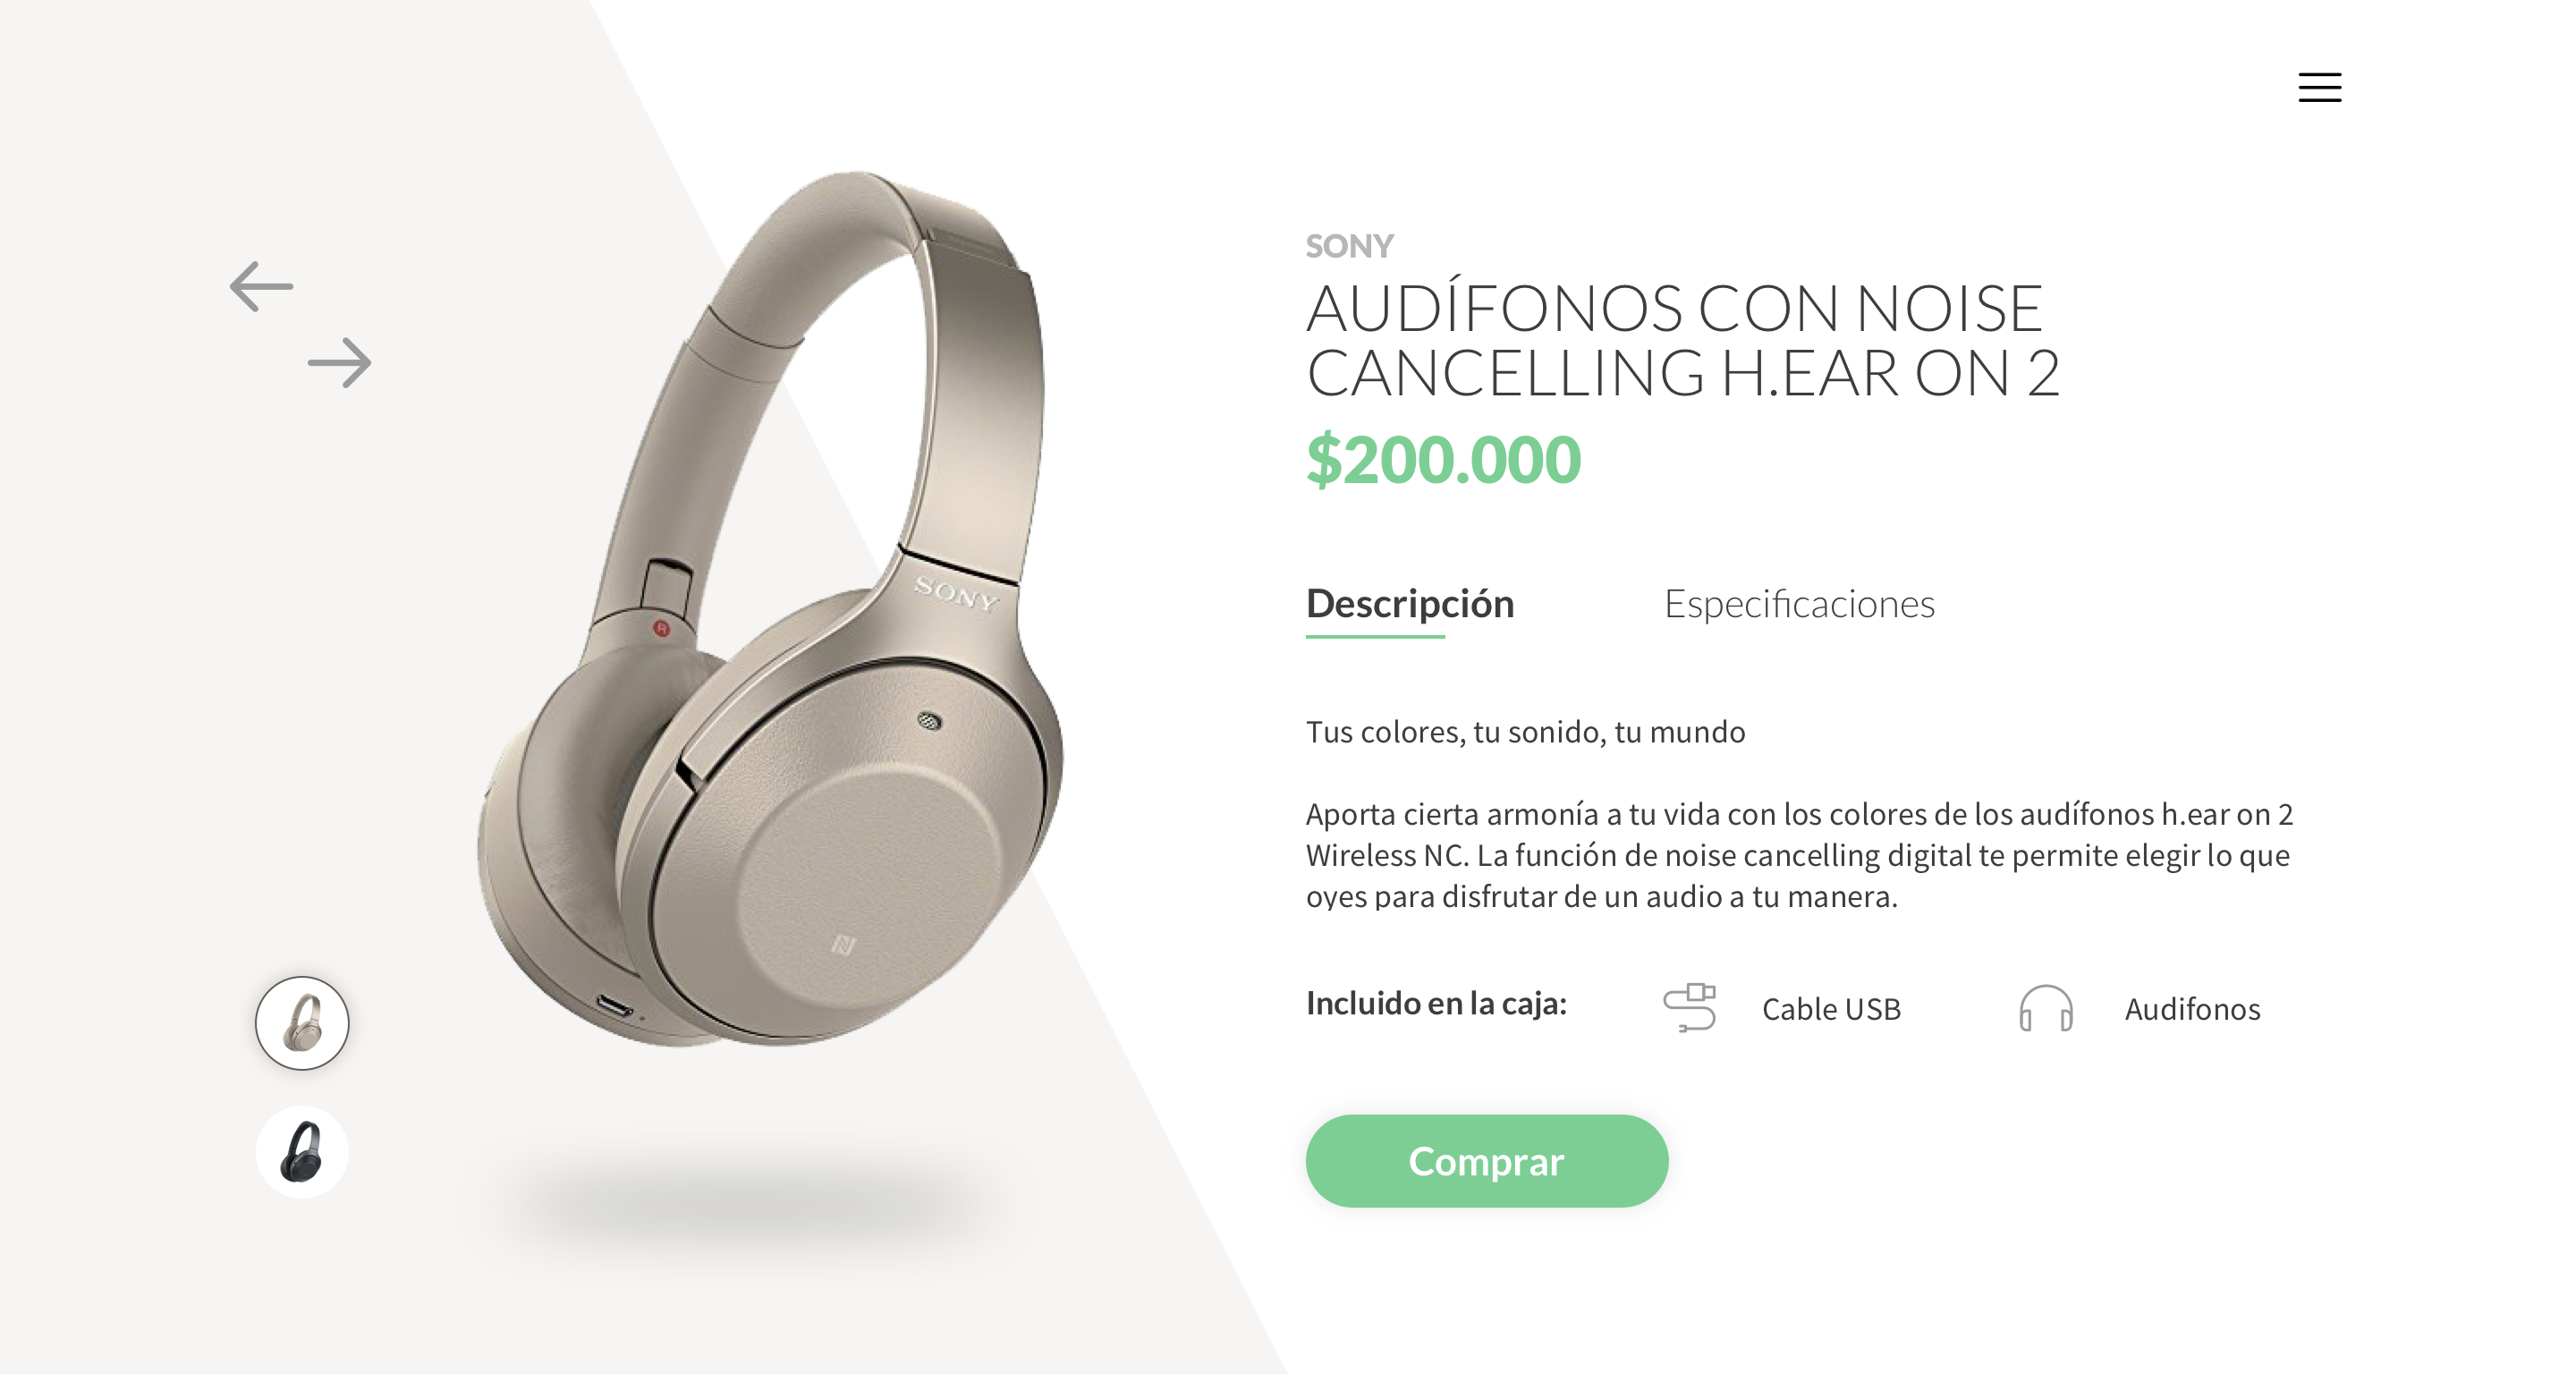 SONY
AUDÍFONOS CON NOISE
CANCELLING H.EAR ON 2
$200.000
Descripción
Especificaciones
Tus colores, tu sonido, tu mundo
Aporta cierta armonía a tu vida con los colores de los audífonos h.ear on 2
Wireless NC. La función de noise cancelling digital te permite elegir lo que
oyes para disfrutar de un audio a tu manera.
Incluido en la caja:
Cable USB
Audifonos
Comprar
SONY
R